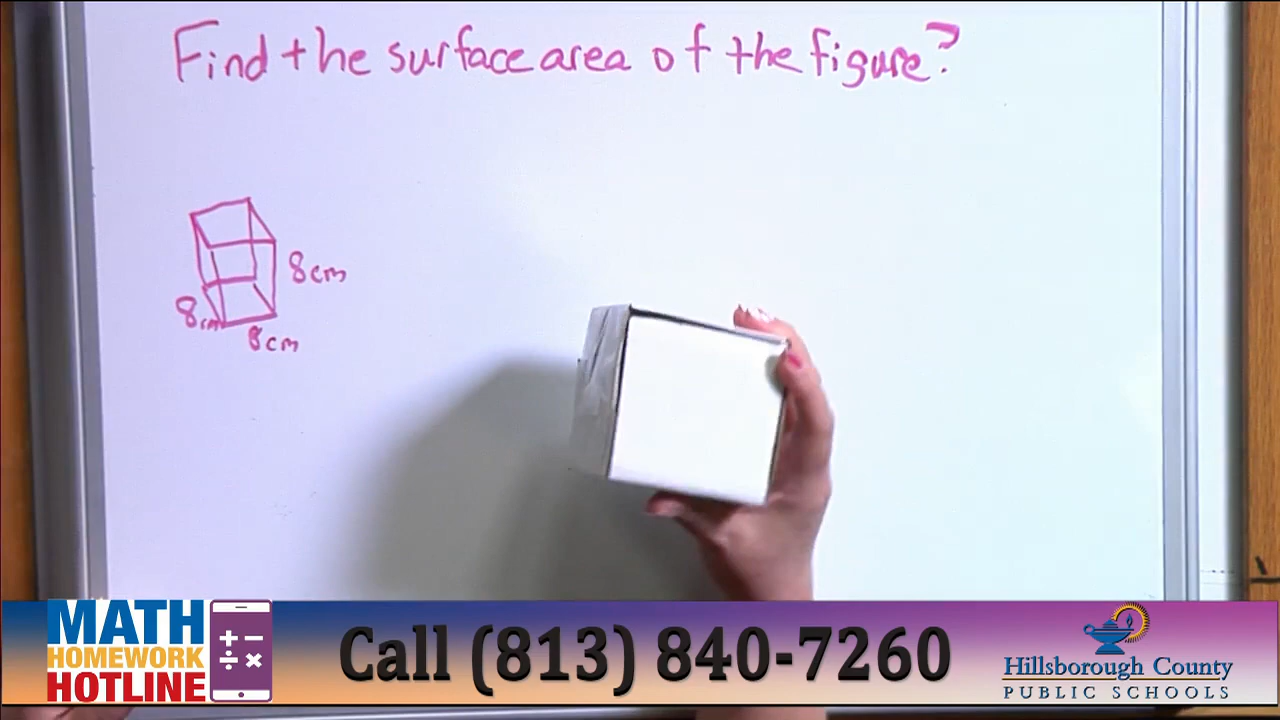 Find the surface area of the figure?
8cm
8cm
8cm
MATH
HOMEWORK
HOTLINE
Call (813) 840-7260
Hillsborough County
PUBLIC SCHOOLS